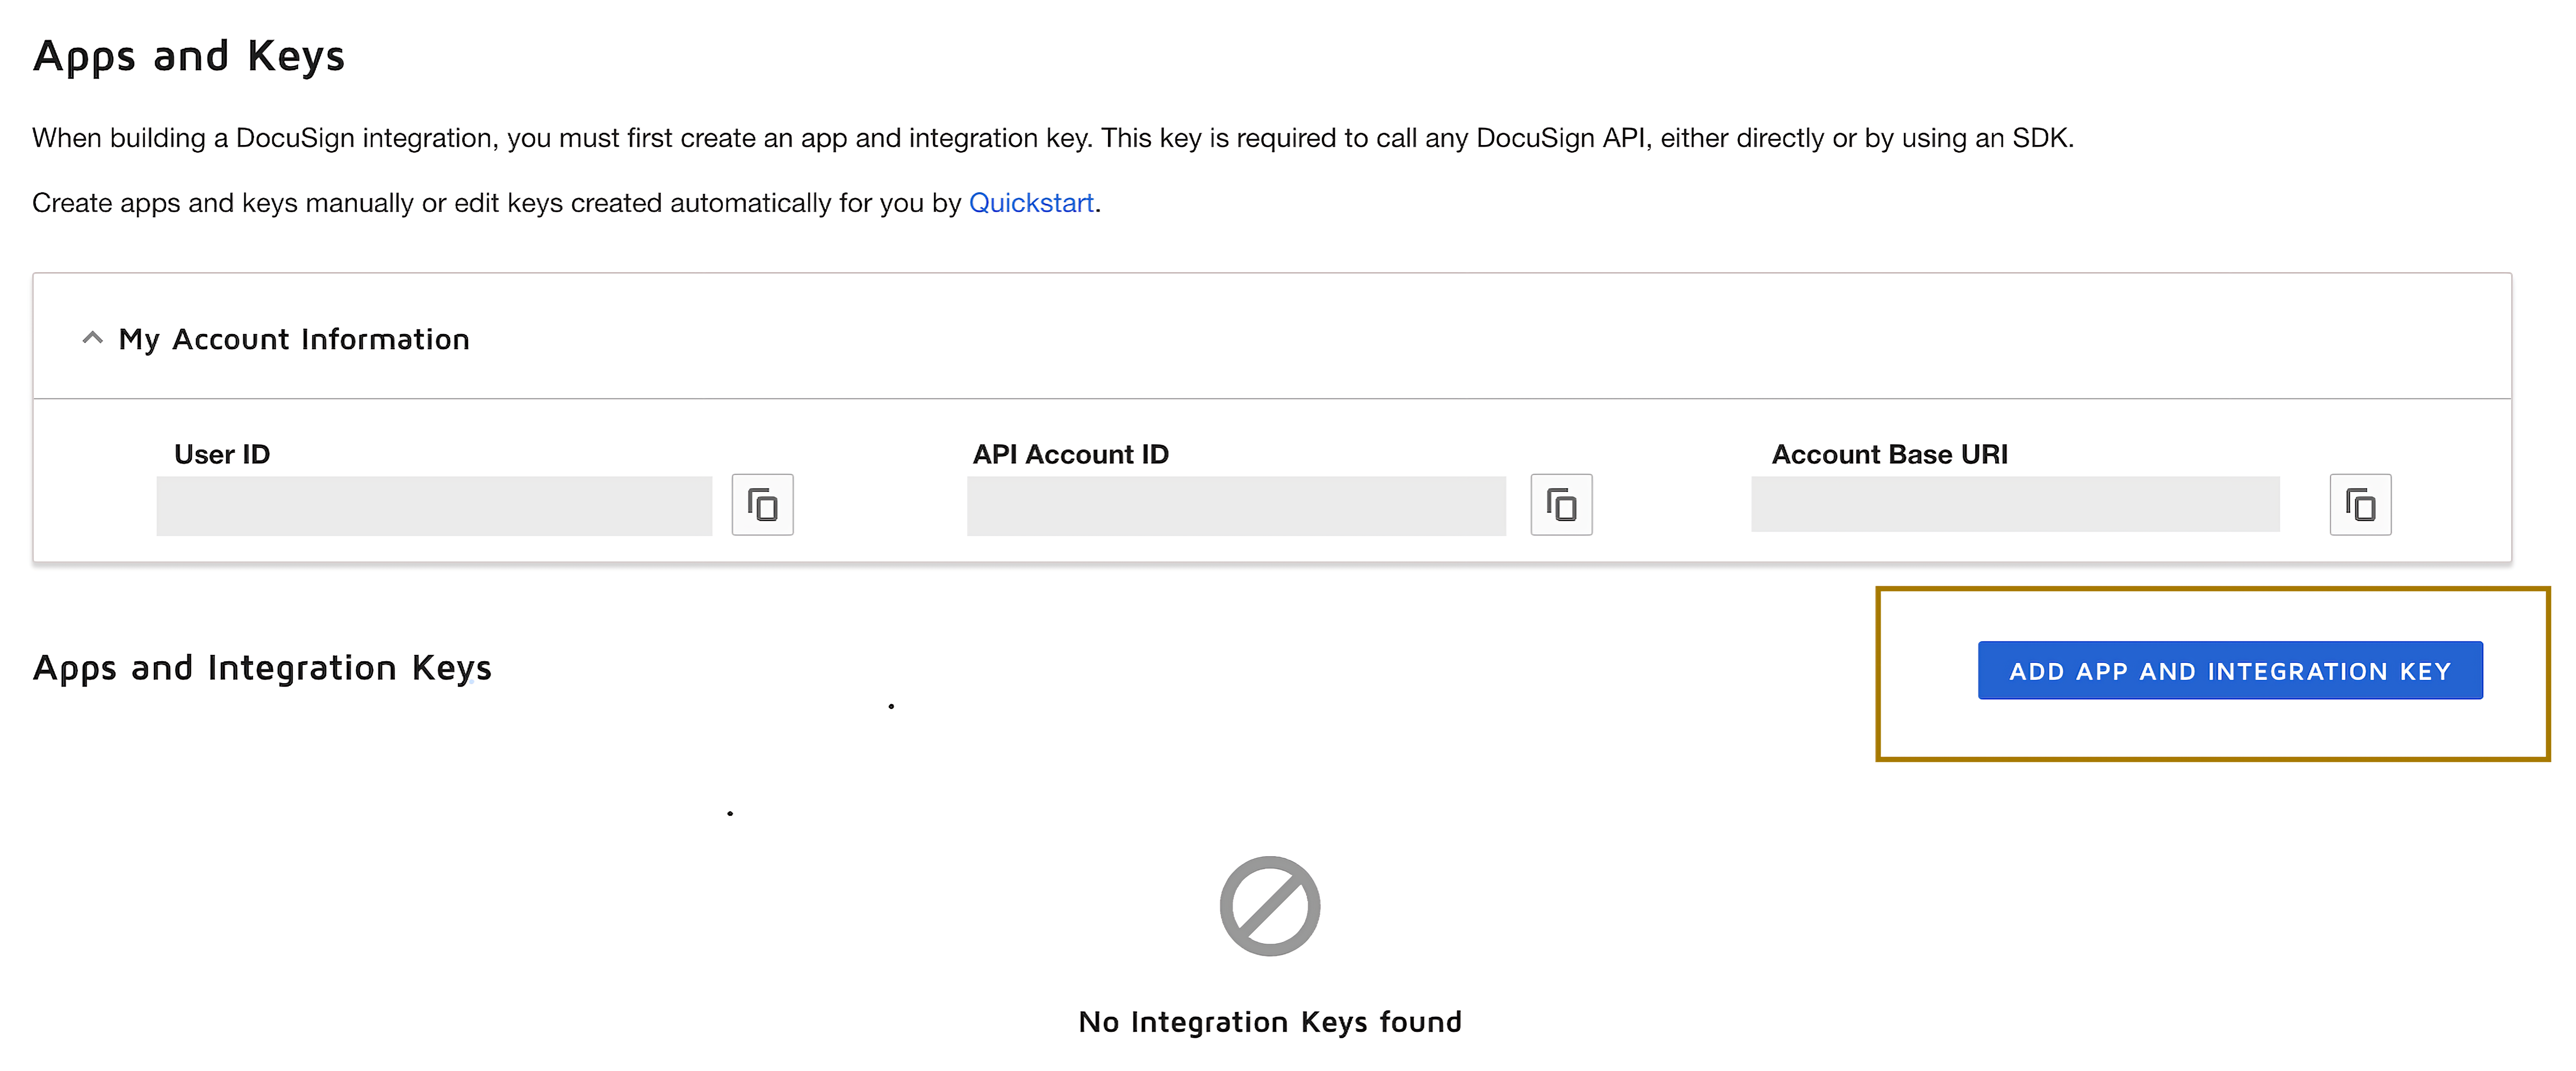 Apps and Keys
When building a DocuSign integration, you must first create an app and integration key. This key is required to call any DocuSign API, either directly or by using an SDK.
Create apps and keys manually or edit keys created automatically for you by Quickstart.
My Account Information
User ID API Account ID Account Base URI
Apps and Integration Keys ADD APP AND INTEGRATION KEY
No Integration Keys found